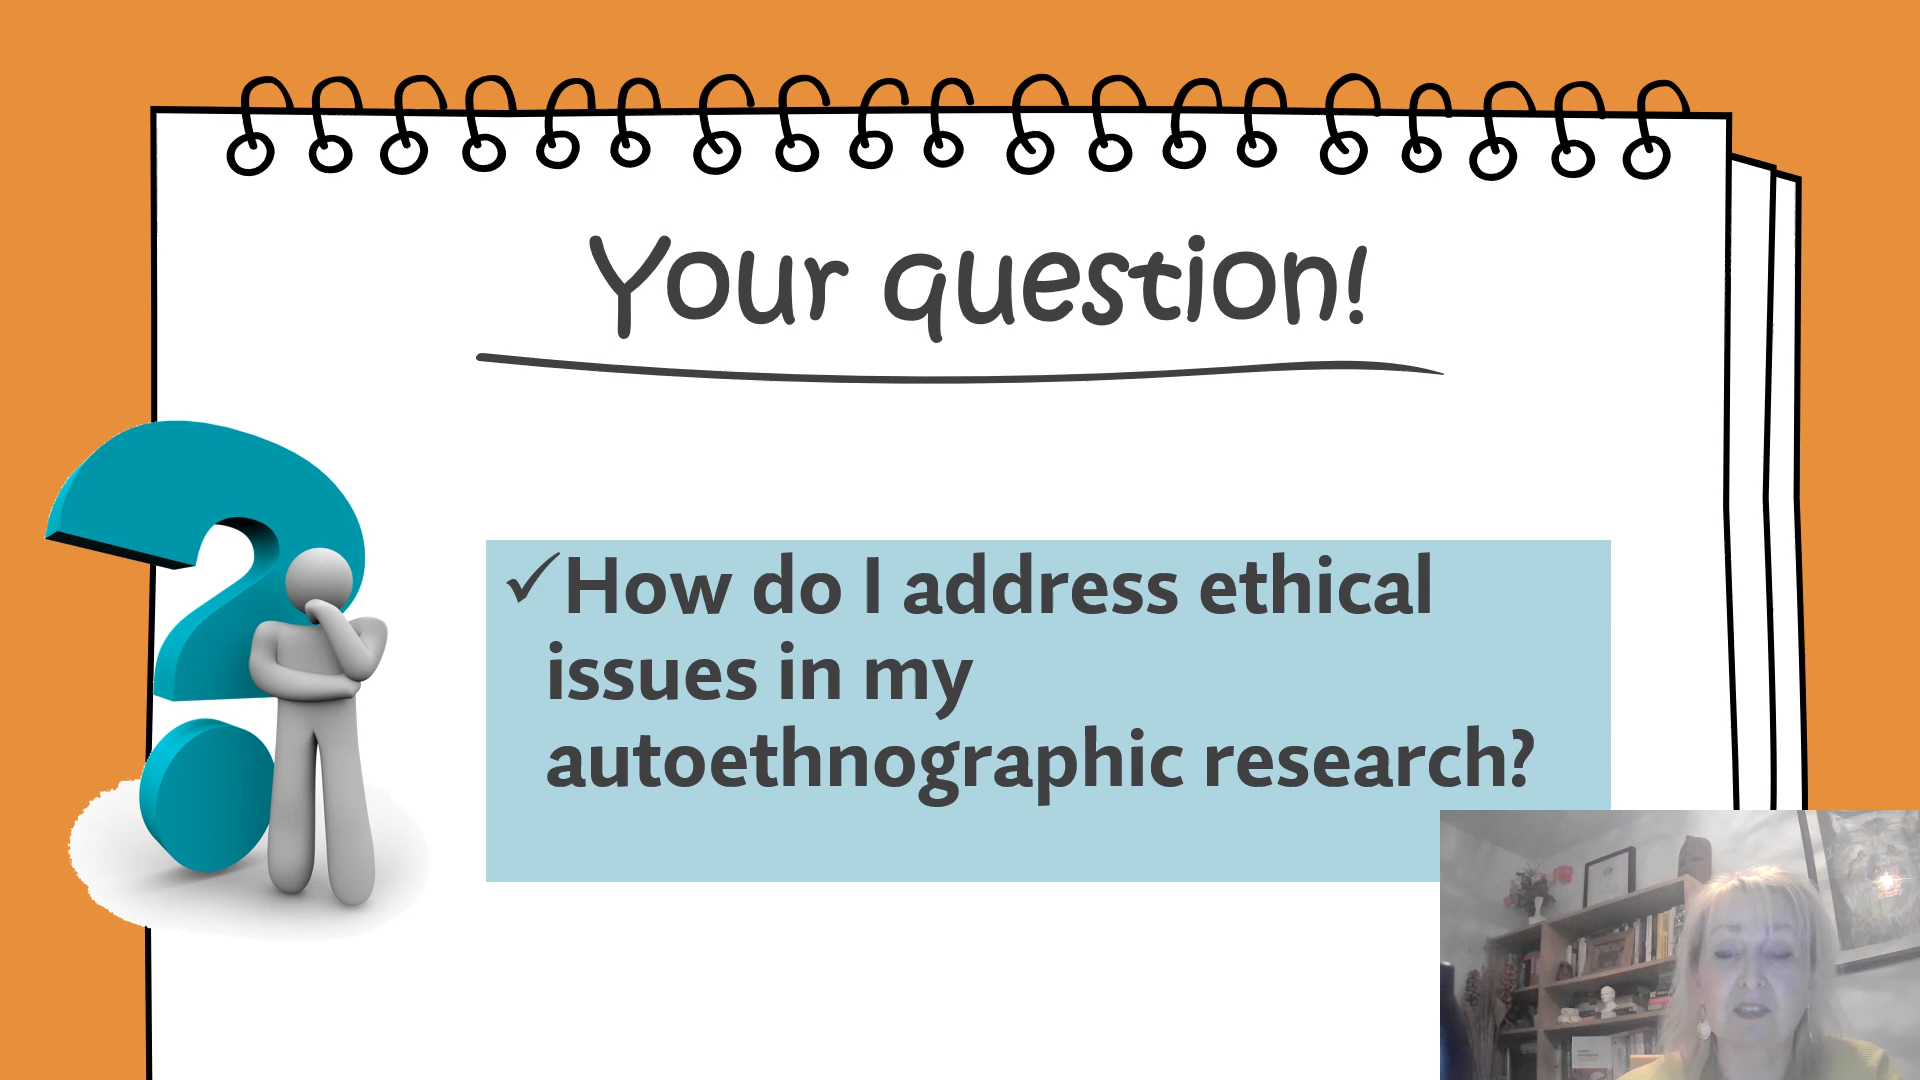 Your question!
✓How do I address ethical
issues in my
autoethnographic research?